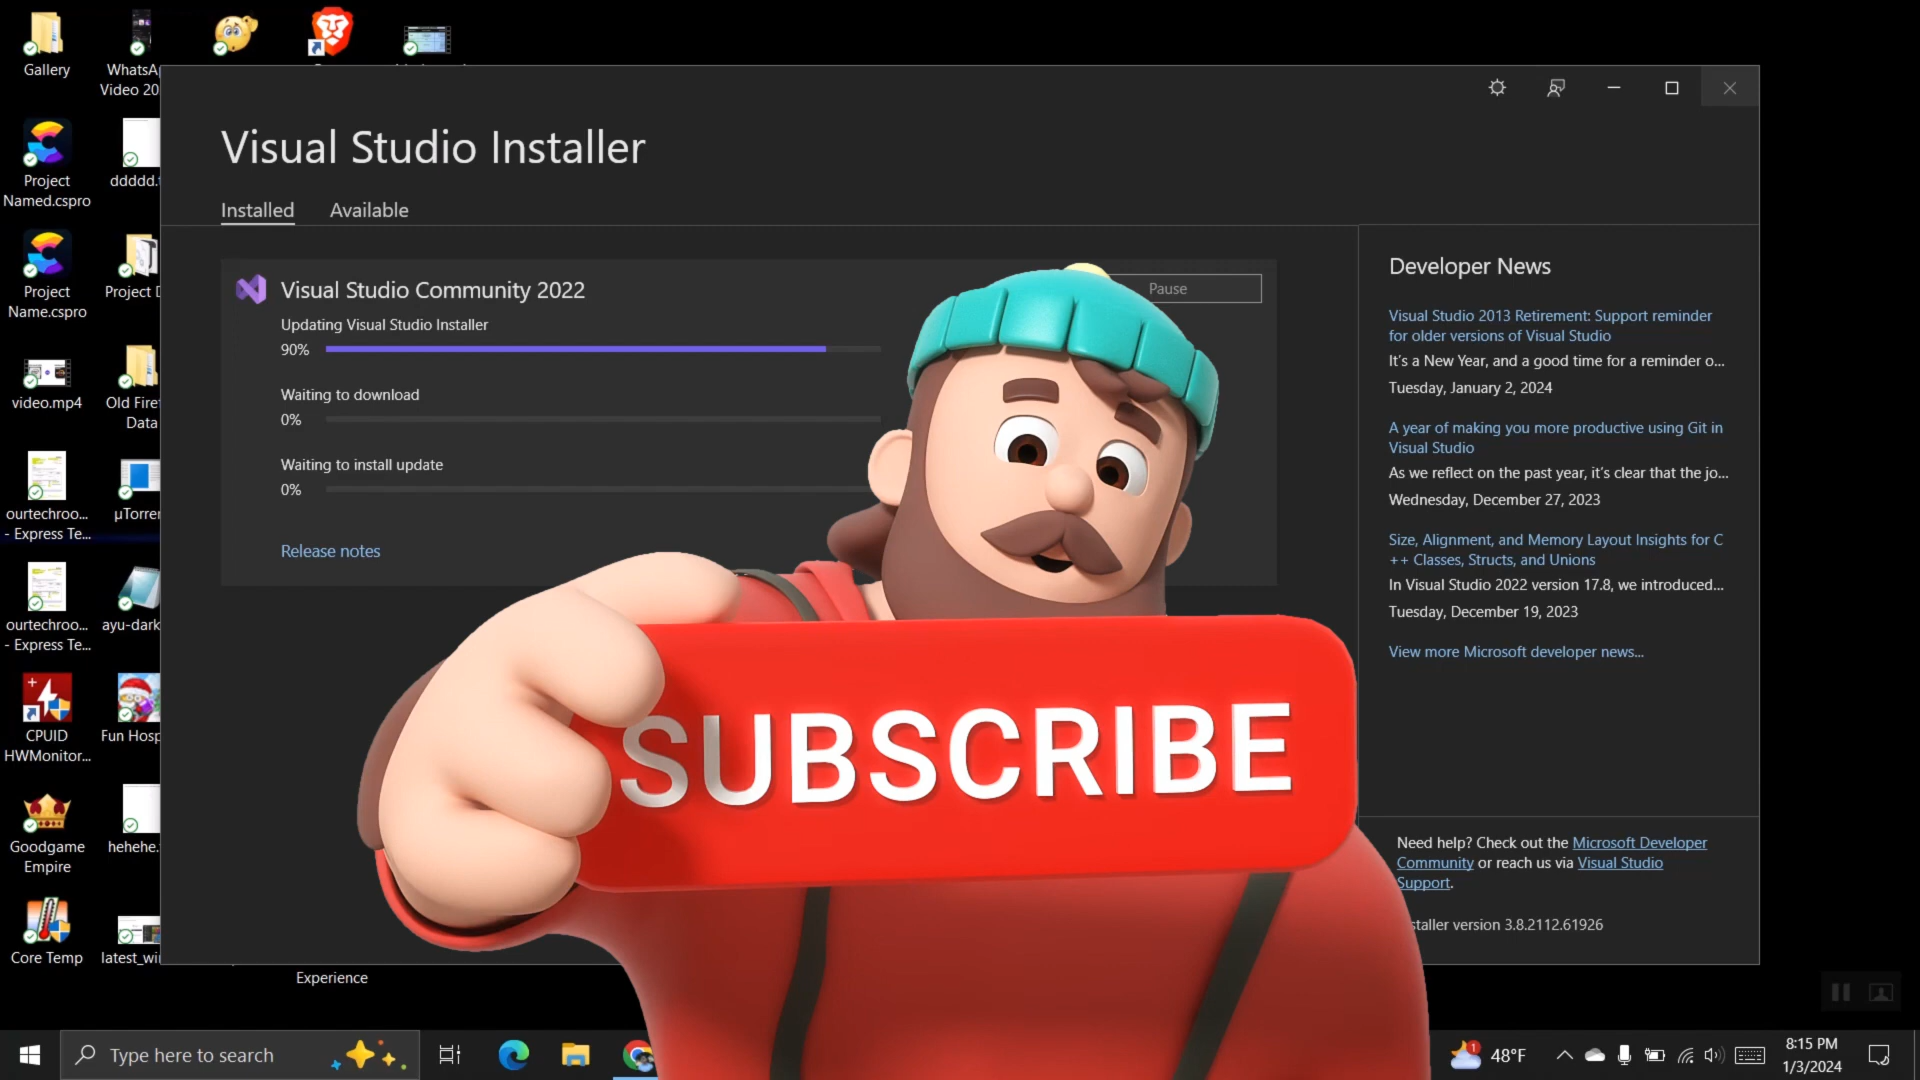 Gallery
WhatsAp
Video 20
Project
Named.cspro
ddddd.t
Project
Name.cspro
Project D
video.mp4
Old Firef
Data
ourtechroo...
- Express Te...
µTorren
ourtechroo...
- Express Te...
ayu-dark
CPUID
HWMonitor...
Fun Hosp
Goodgame
Empire
hehehe.
Core Temp
latest_wi
Experience
Visual Studio Installer
Installed
Available
Visual Studio Community 2022
Pause
Updating Visual Studio Installer
90%
Waiting to download
0%
Waiting to install update
0%
Release notes
SUBSCRIBE
Developer News
Visual Studio 2013 Retirement: Support reminder
for older versions of Visual Studio
It's a New Year, and a good time for a reminder o...
Tuesday, January 2, 2024
A year of making you more productive using Git in
Visual Studio
As we reflect on the past year, it's clear that the jo...
Wednesday, December 27, 2023
Size, Alignment, and Memory Layout Insights for C
++ Classes, Structs, and Unions
In Visual Studio 2022 version 17.8, we introduced...
Tuesday, December 19, 2023
View more Microsoft developer news...
Need help? Check out the Microsoft Developer
Community or reach us via Visual Studio
Support.
staller version 3.8.2112.61926
Type here to search
1
48°F
8:15 PM
1/3/2024